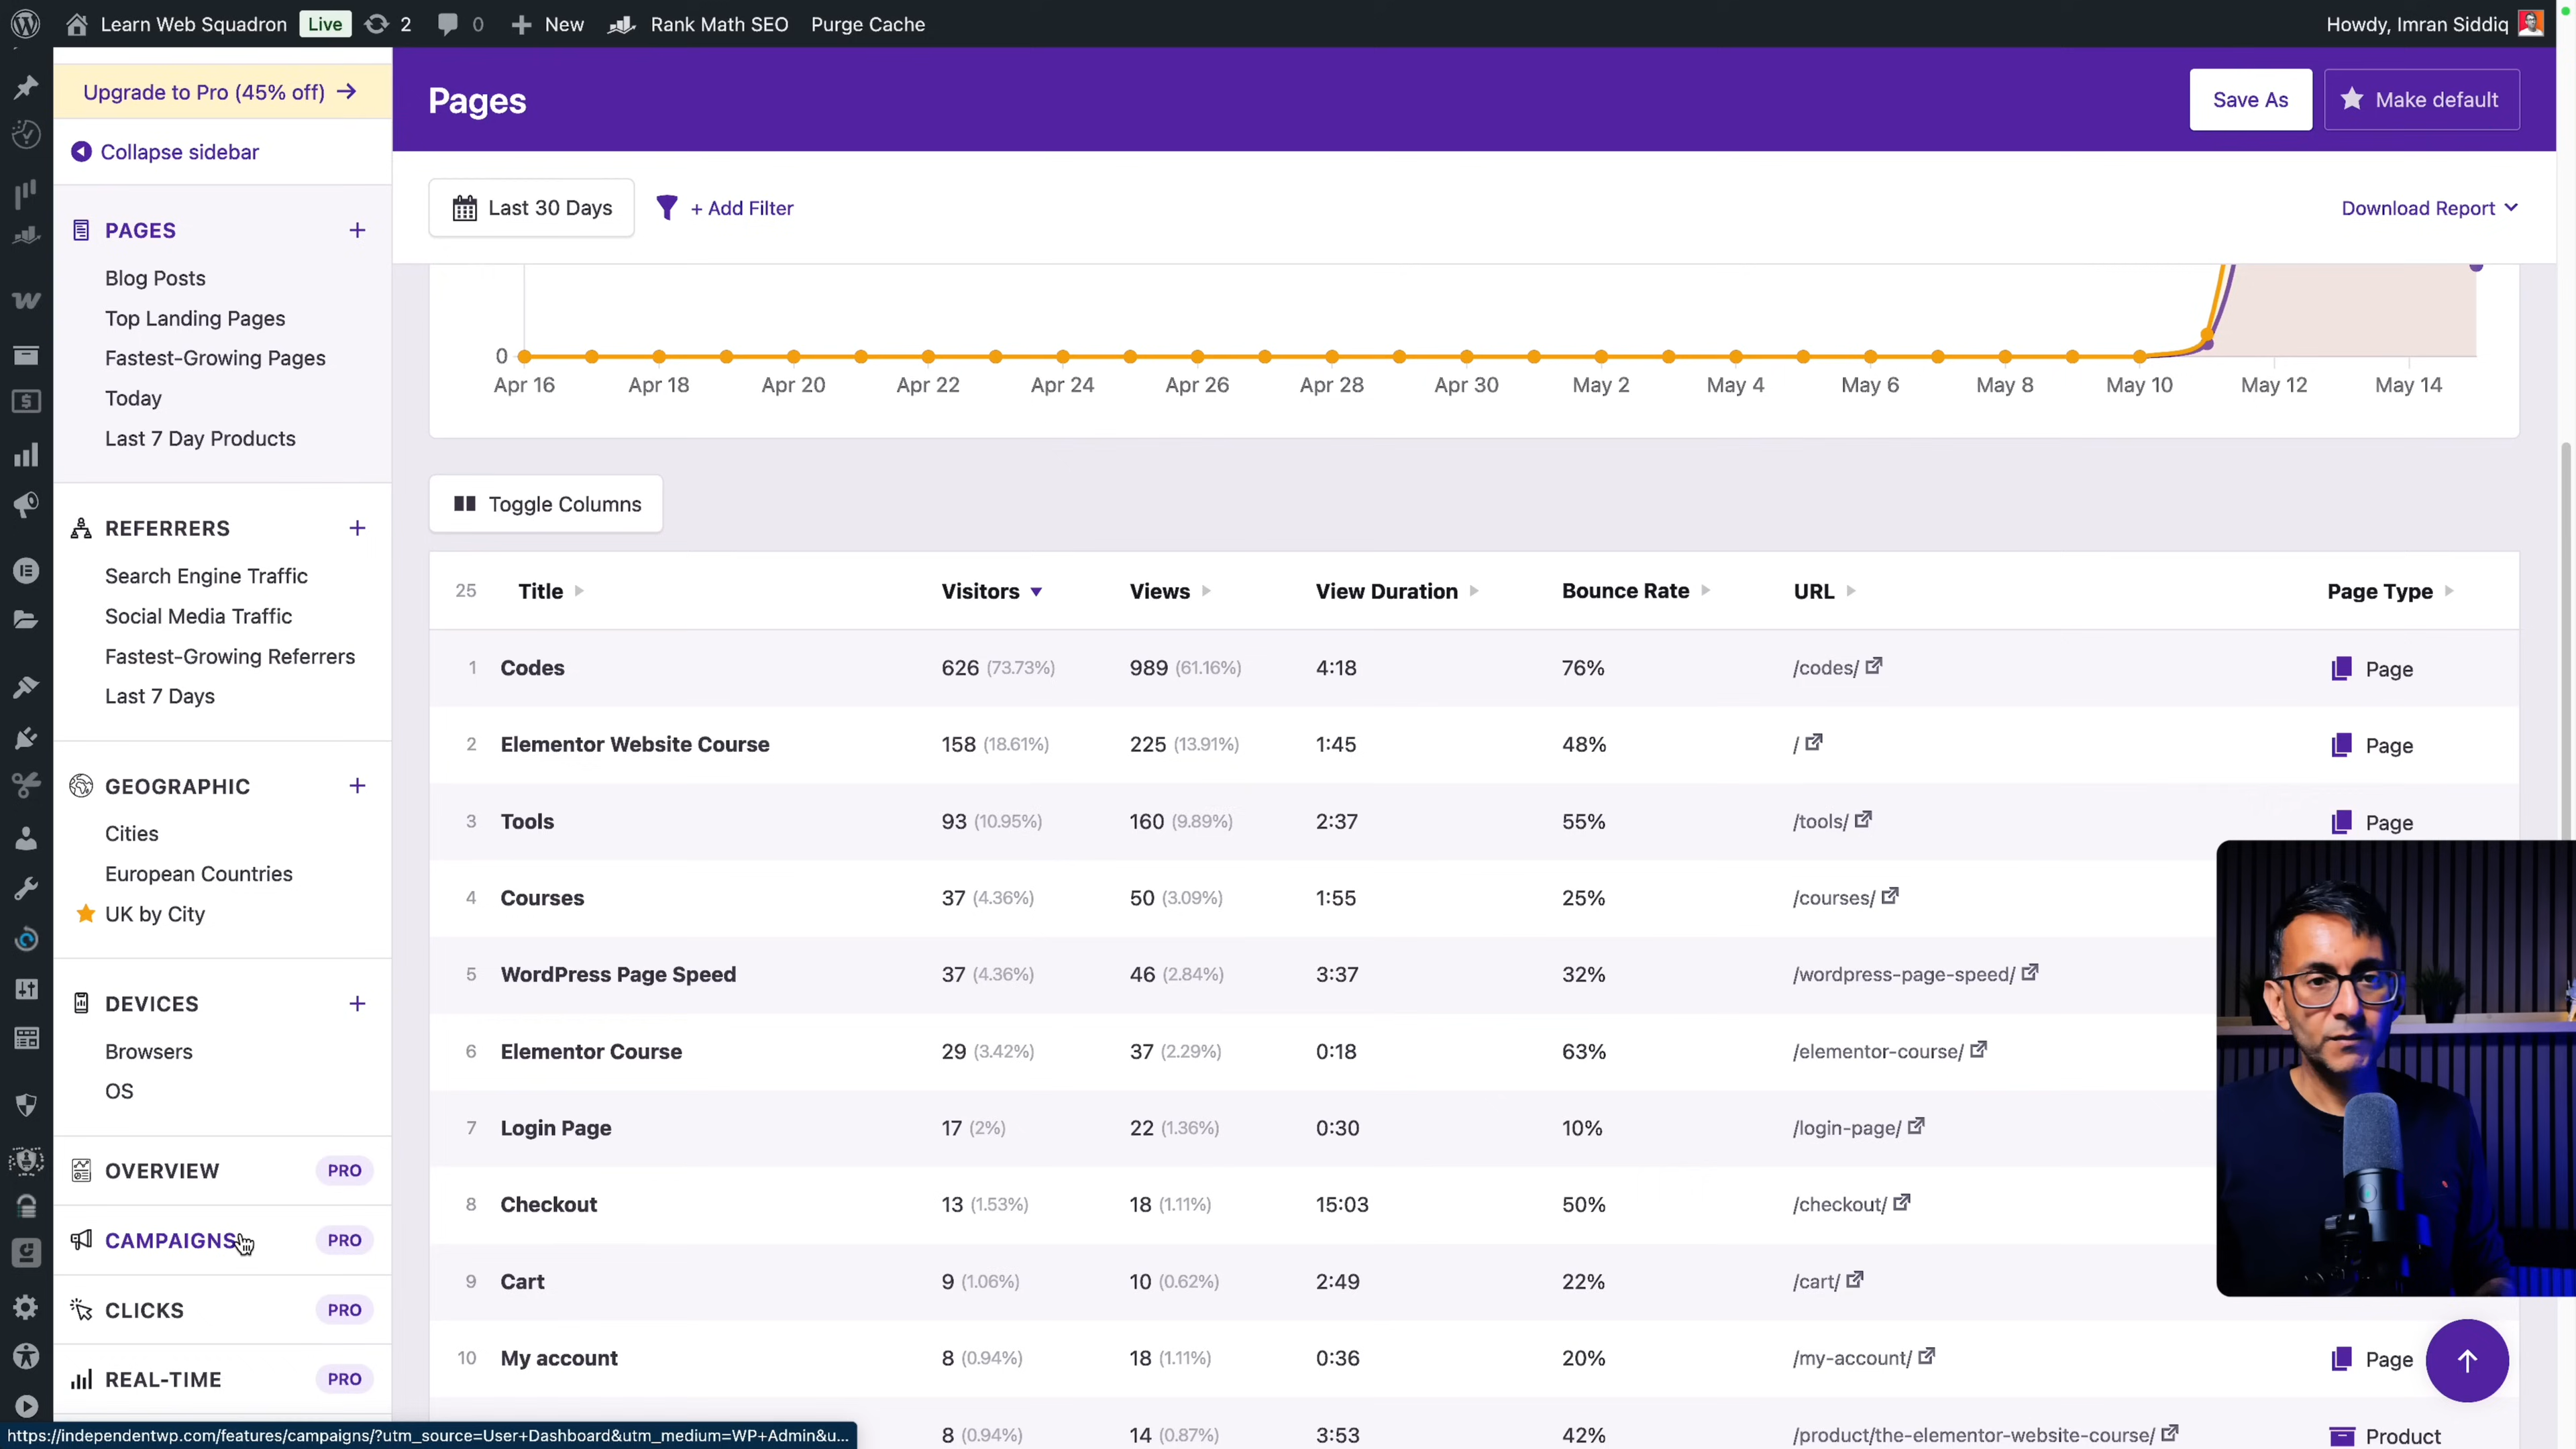 Learn Web Squadron Live 2 0 New Rank Math SEO Purge Cache Howdy, Imran Siddiq
Upgrade to Pro (45% off) →
Collapse sidebar
PAGES +
Blog Posts
Top Landing Pages
Fastest-Growing Pages
Today
Last 7 Day Products
REFERRERS +
Search Engine Traffic
Social Media Traffic
Fastest-Growing Referrers
Last 7 Days
GEOGRAPHIC +
Cities
European Countries
UK by City
DEVICES +
Browsers
OS
OVERVIEW PRO
CAMPAIGNS PRO
CLICKS PRO
REAL-TIME PRO
Pages Save As Make default
Last 30 Days + Add Filter Download Report
0
Apr 16 Apr 18 Apr 20 Apr 22 Apr 24 Apr 26 Apr 28 Apr 30 May 2 May 4 May 6 May 8 May 10 May 12 May 14
Toggle Columns
25 Title Visitors Views View Duration Bounce Rate URL Page Type
1 Codes 626 (73.73%) 989 (61.16%) 4:18 76% /codes/ Page
2 Elementor Website Course 158 (18.61%) 225 (13.91%) 1:45 48% / Page
3 Tools 93 (10.95%) 160 (9.89%) 2:37 55% /tools/ Page
4 Courses 37 (4.36%) 50 (3.09%) 1:55 25% /courses/
5 WordPress Page Speed 37 (4.36%) 46 (2.84%) 3:37 32% /wordpress-page-speed/
6 Elementor Course 29 (3.42%) 37 (2.29%) 0:18 63% /elementor-course/
7 Login Page 17 (2%) 22 (1.36%) 0:30 10% /login-page/
8 Checkout 13 (1.53%) 18 (1.11%) 15:03 50% /checkout/
9 Cart 9 (1.06%) 10 (0.62%) 2:49 22% /cart/
10 My account 8 (0.94%) 18 (1.11%) 0:36 20% /my-account/ Page
8 (0.94%) 14 (0.87%) 3:53 42% /product/the-elementor-website-course/ Product
https://independentwp.com/features/campaigns/?utm_source=User+Dashboard&utm_medium=WP+Admin&u...